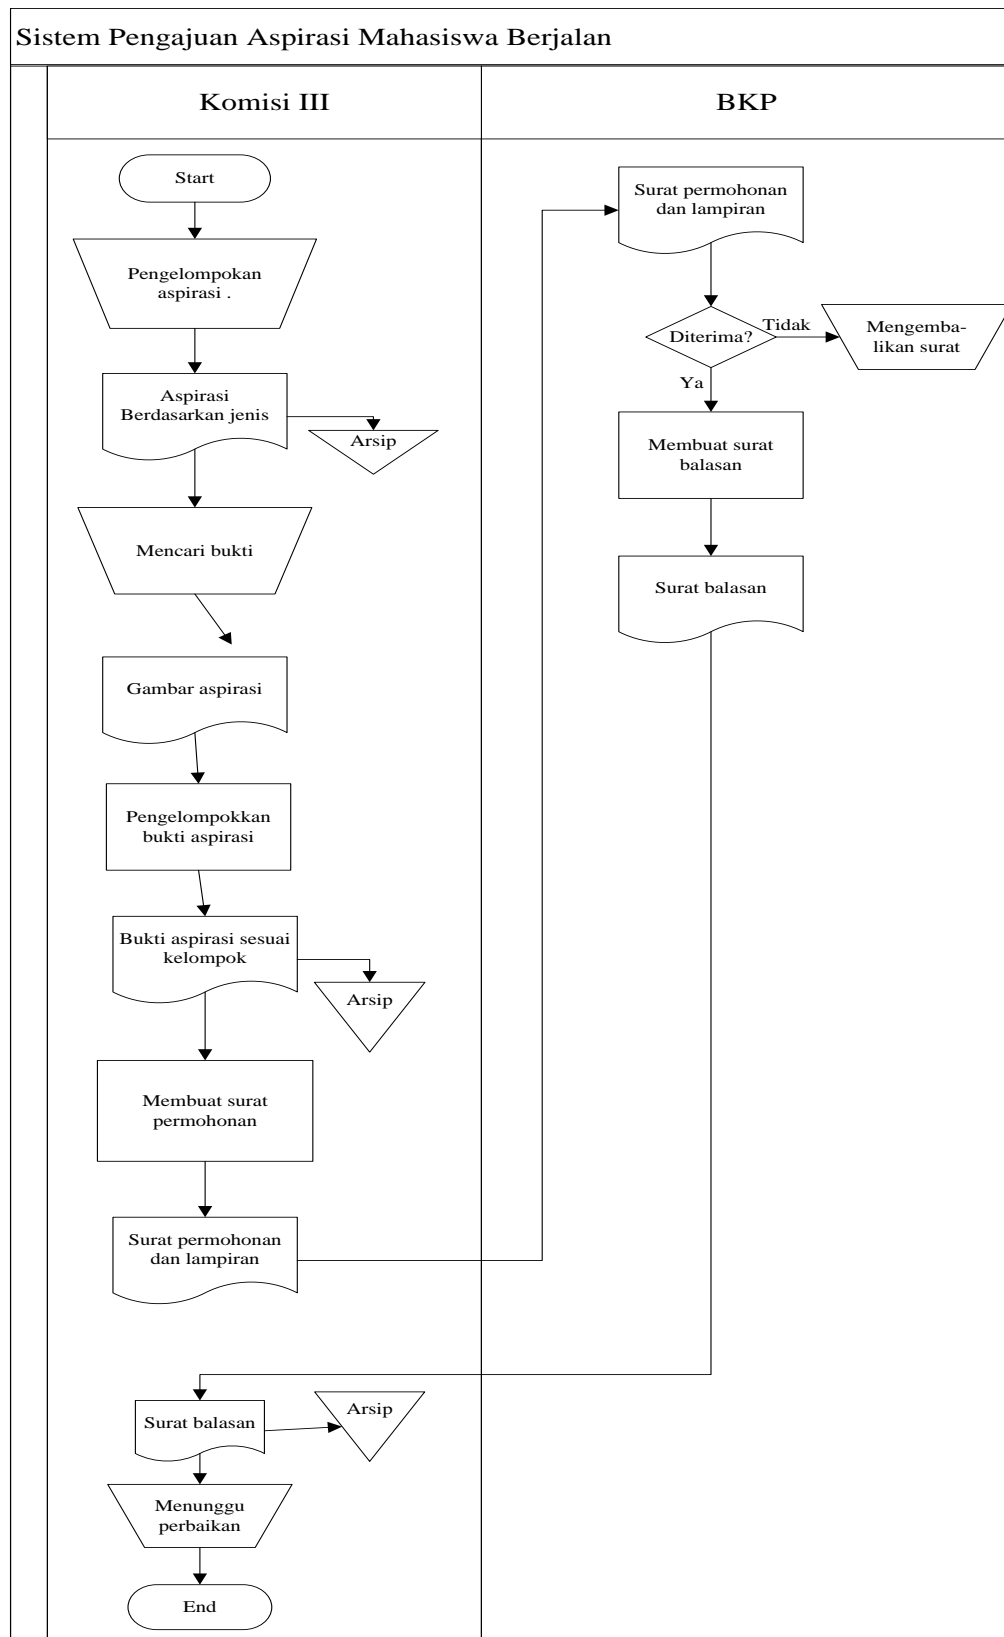 Sistem Pengajuan Aspirasi Mahasiswa Berjalan
Komisi III
BKP
Start
Pengelompokan
aspirasi .
Aspirasi
Berdasarkan jenis
Arsip
Mencari bukti
Gambar aspirasi
Pengelompokkan
bukti aspirasi
Bukti aspirasi sesuai
kelompok
Arsip
Membuat surat
permohonan
Surat permohonan
dan lampiran
Surat permohonan
dan lampiran
Diterima?
Tidak
Mengemba-
likan surat
Ya
Membuat surat
balasan
Surat balasan
Surat balasan
Arsip
Menunggu
perbaikan
End